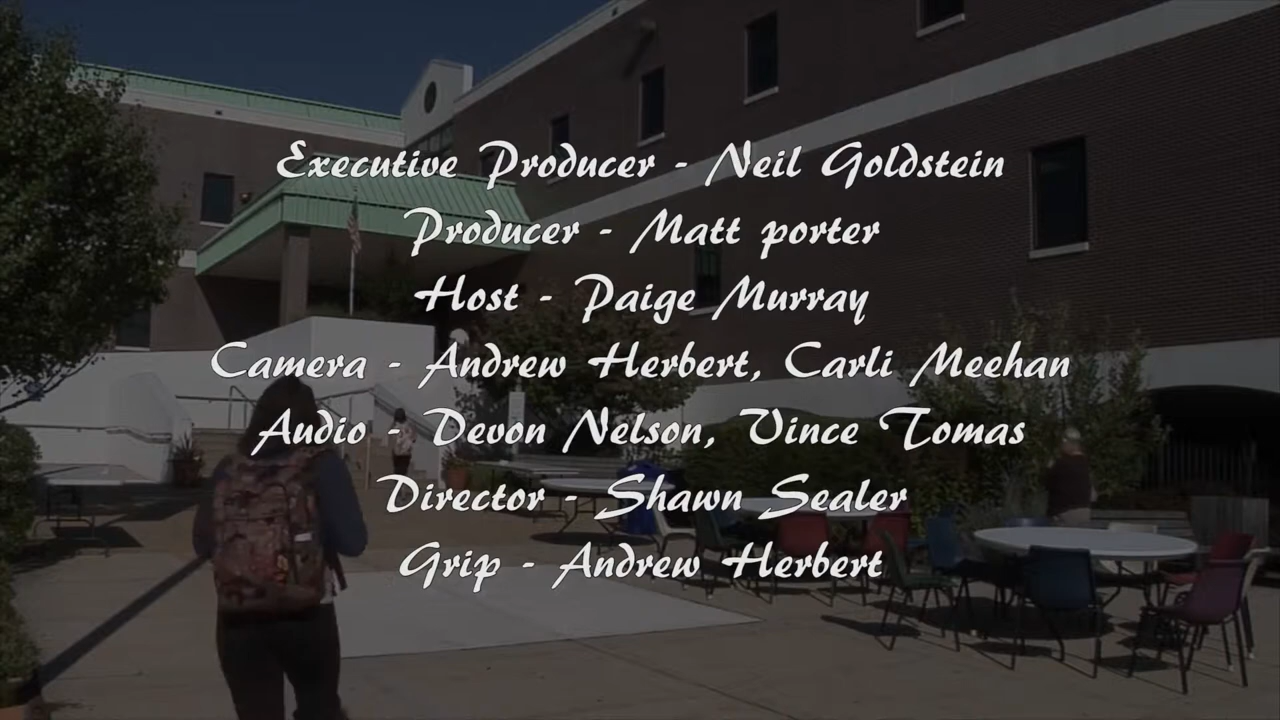 Executive Producer - Neil Goldstein
Producer - Matt porter
Host - Paige Murray
Camera - Andrew Herbert, Carli Meehan
Audio - Devon Nelson, Vince Tomas
Director - Shawn Sealer
Grip - Andrew Herbert